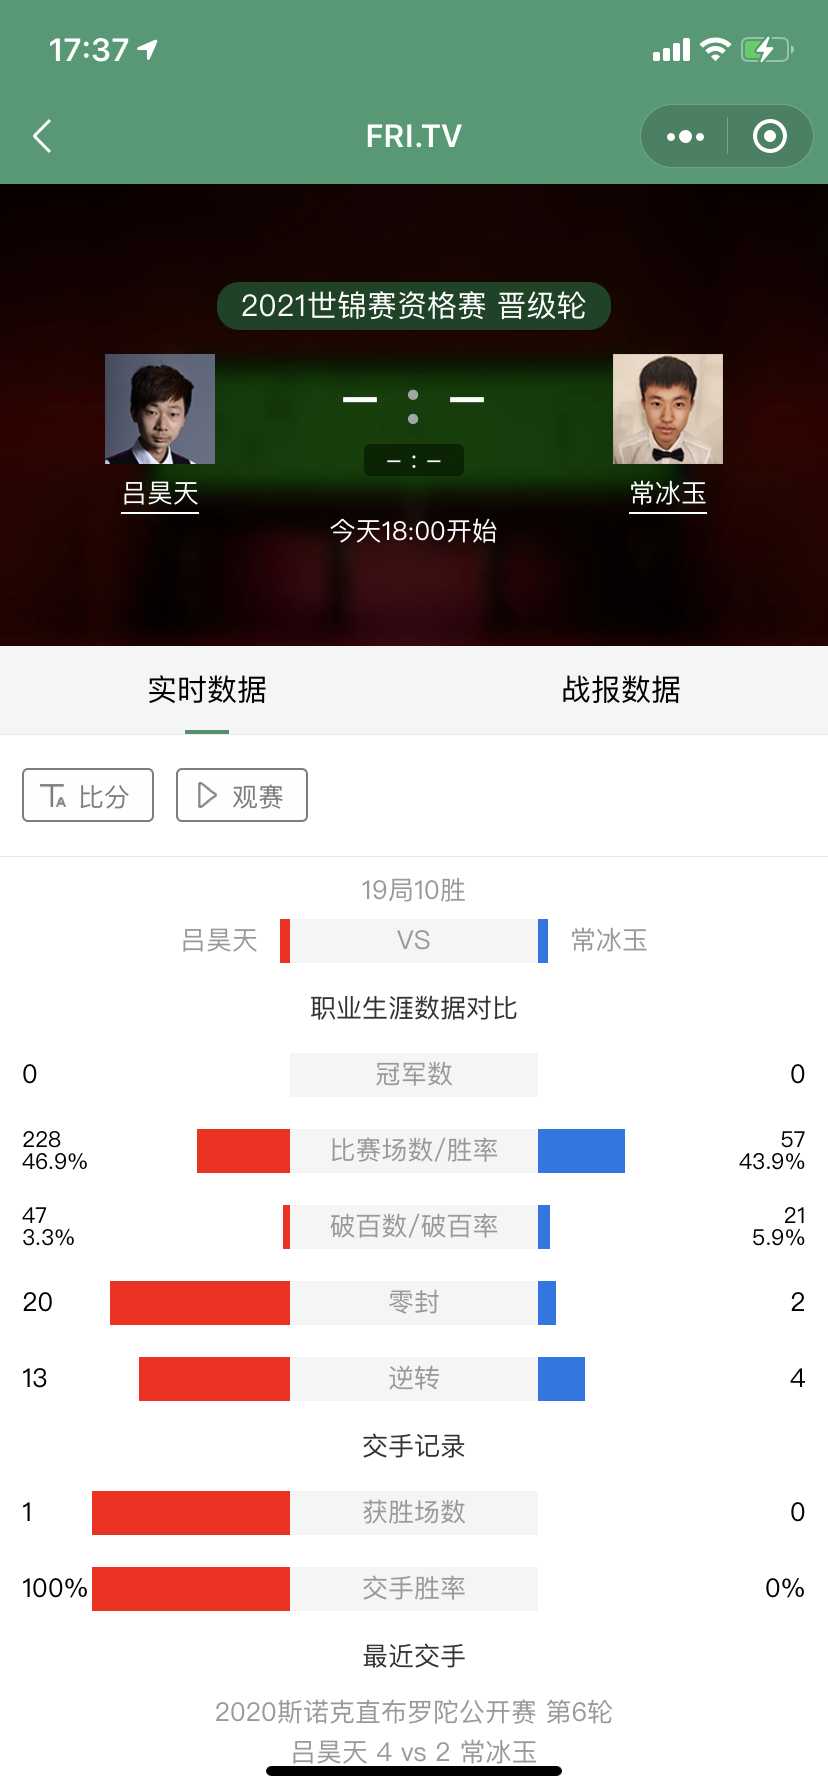 17:37
FRI.TV
2021世锦赛资格赛 晋级轮
– : –
– : –
吕昊天
常冰玉
今天18:00开始
实时数据
战报数据
比分
观赛
19局10胜
吕昊天 VS 常冰玉
职业生涯数据对比
0 冠军数 0
228 57
46.9% 比赛场数/胜率 43.9%
47 21
3.3% 破百数/破百率 5.9%
20 零封 2
13 逆转 4
交手记录
1 获胜场数 0
100% 交手胜率 0%
最近交手
2020斯诺克直布罗陀公开赛 第6轮
吕昊天 4 vs 2 常冰玉